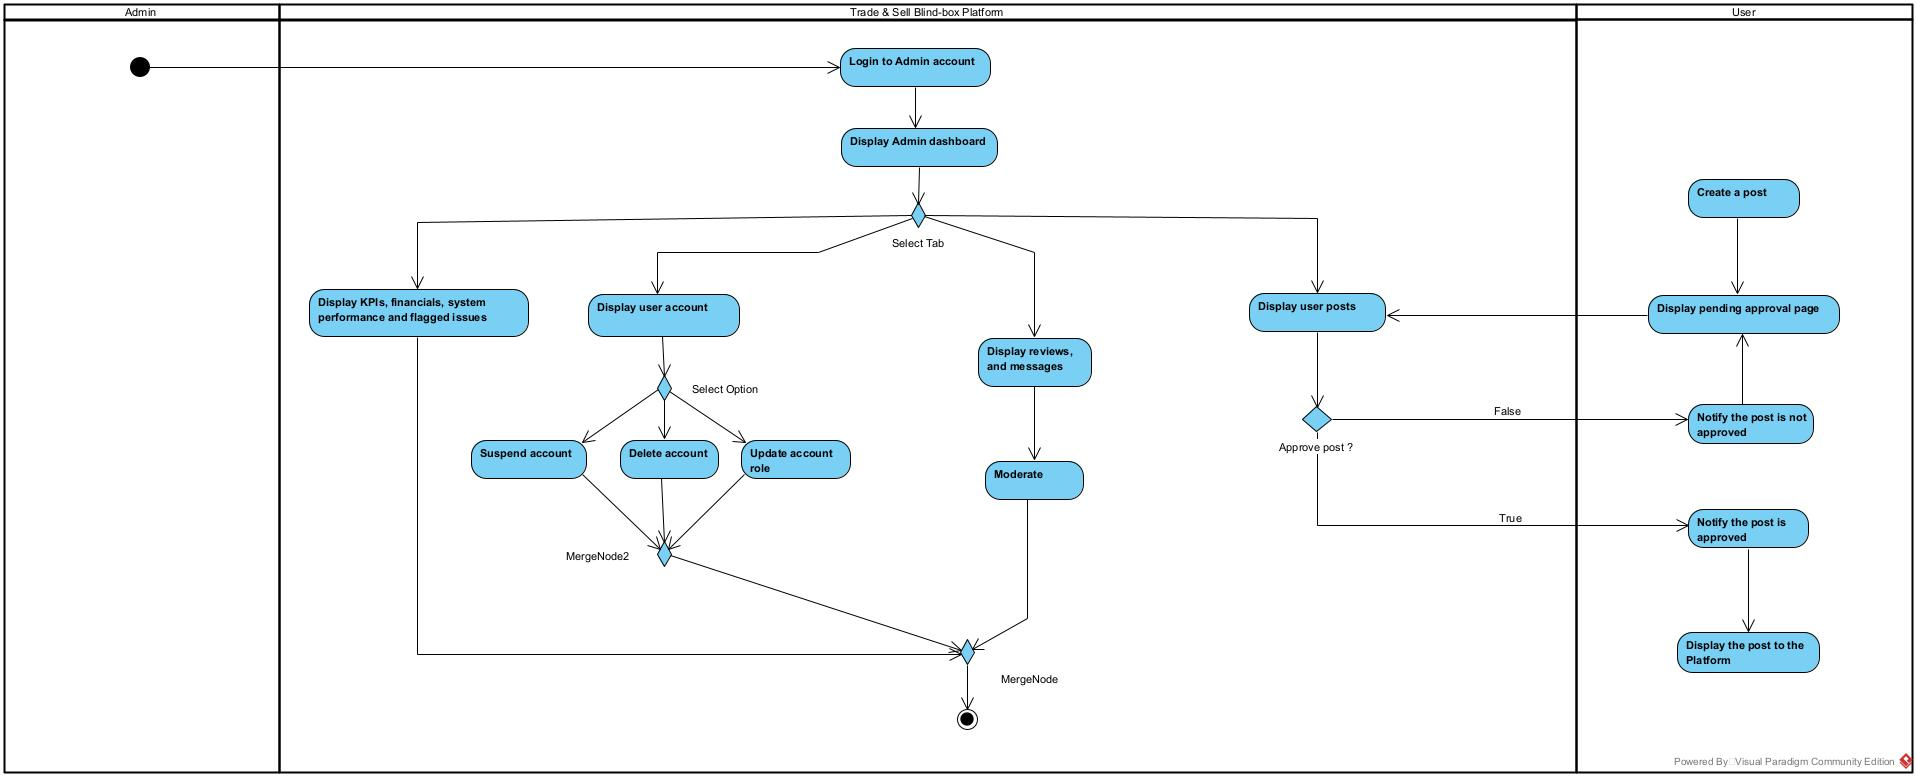 Admin
Trade & Sell Blind-box Platform
User
Login to Admin account
Display Admin dashboard
Select Tab
Create a post
Display KPIs, financials, system
performance and flagged issues
Display user account
Display reviews,
and messages
Display user posts
Display pending approval page
Select Option
Suspend account
Delete account
Update account
role
Moderate
False
Approve post ?
Notify the post is not
approved
True
Notify the post is
approved
MergeNode2
MergeNode
Display the post to the
Platform
Powered By Visual Paradigm Community Edition